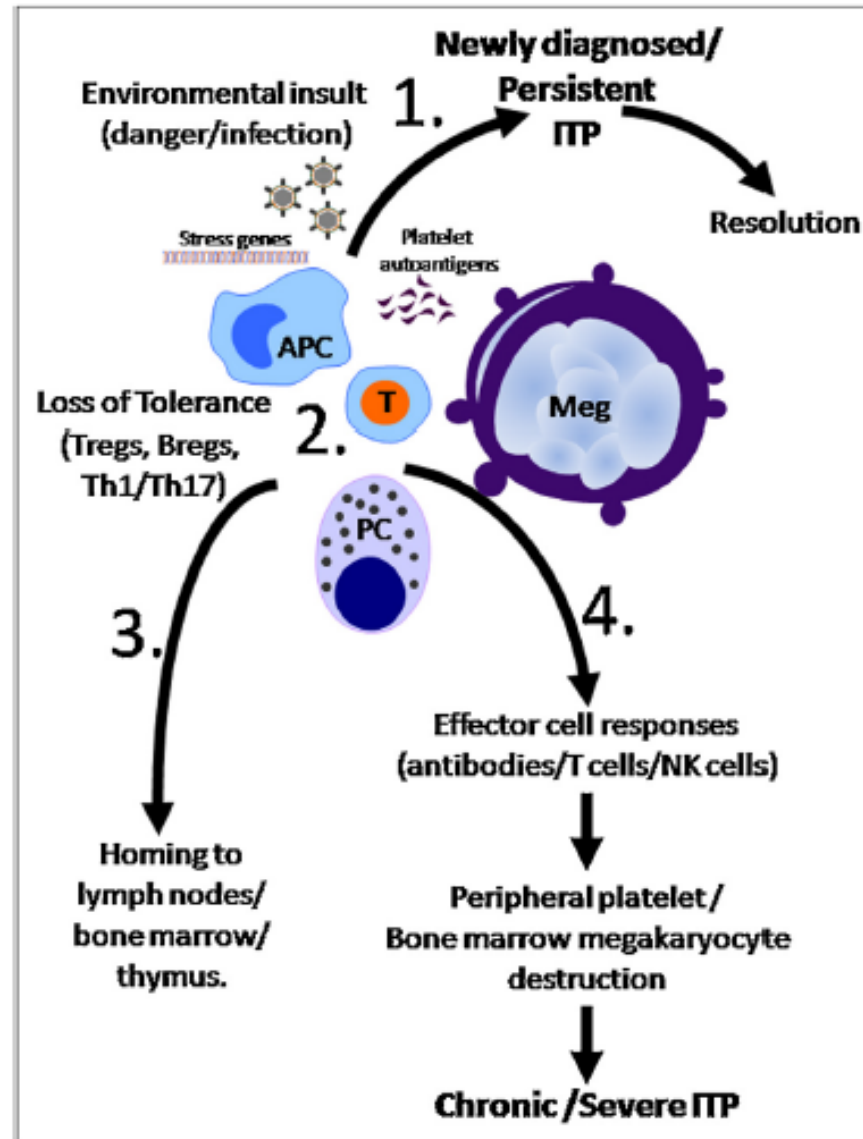 Newly diagnosed/
Persistent
ITP
Environmental insult
(danger/infection)
1.
Resolution
Stress genes
Platelet
autoantigens
APC
T
Meg
Loss of Tolerance
(Tregs, Bregs,
Th1/Th17)
2.
PC
3.
4.
Effector cell responses
(antibodies/T cells/NK cells)
Homing to
lymph nodes/
bone marrow/
thymus.
Peripheral platelet /
Bone marrow megakaryocyte
destruction
Chronic /Severe ITP